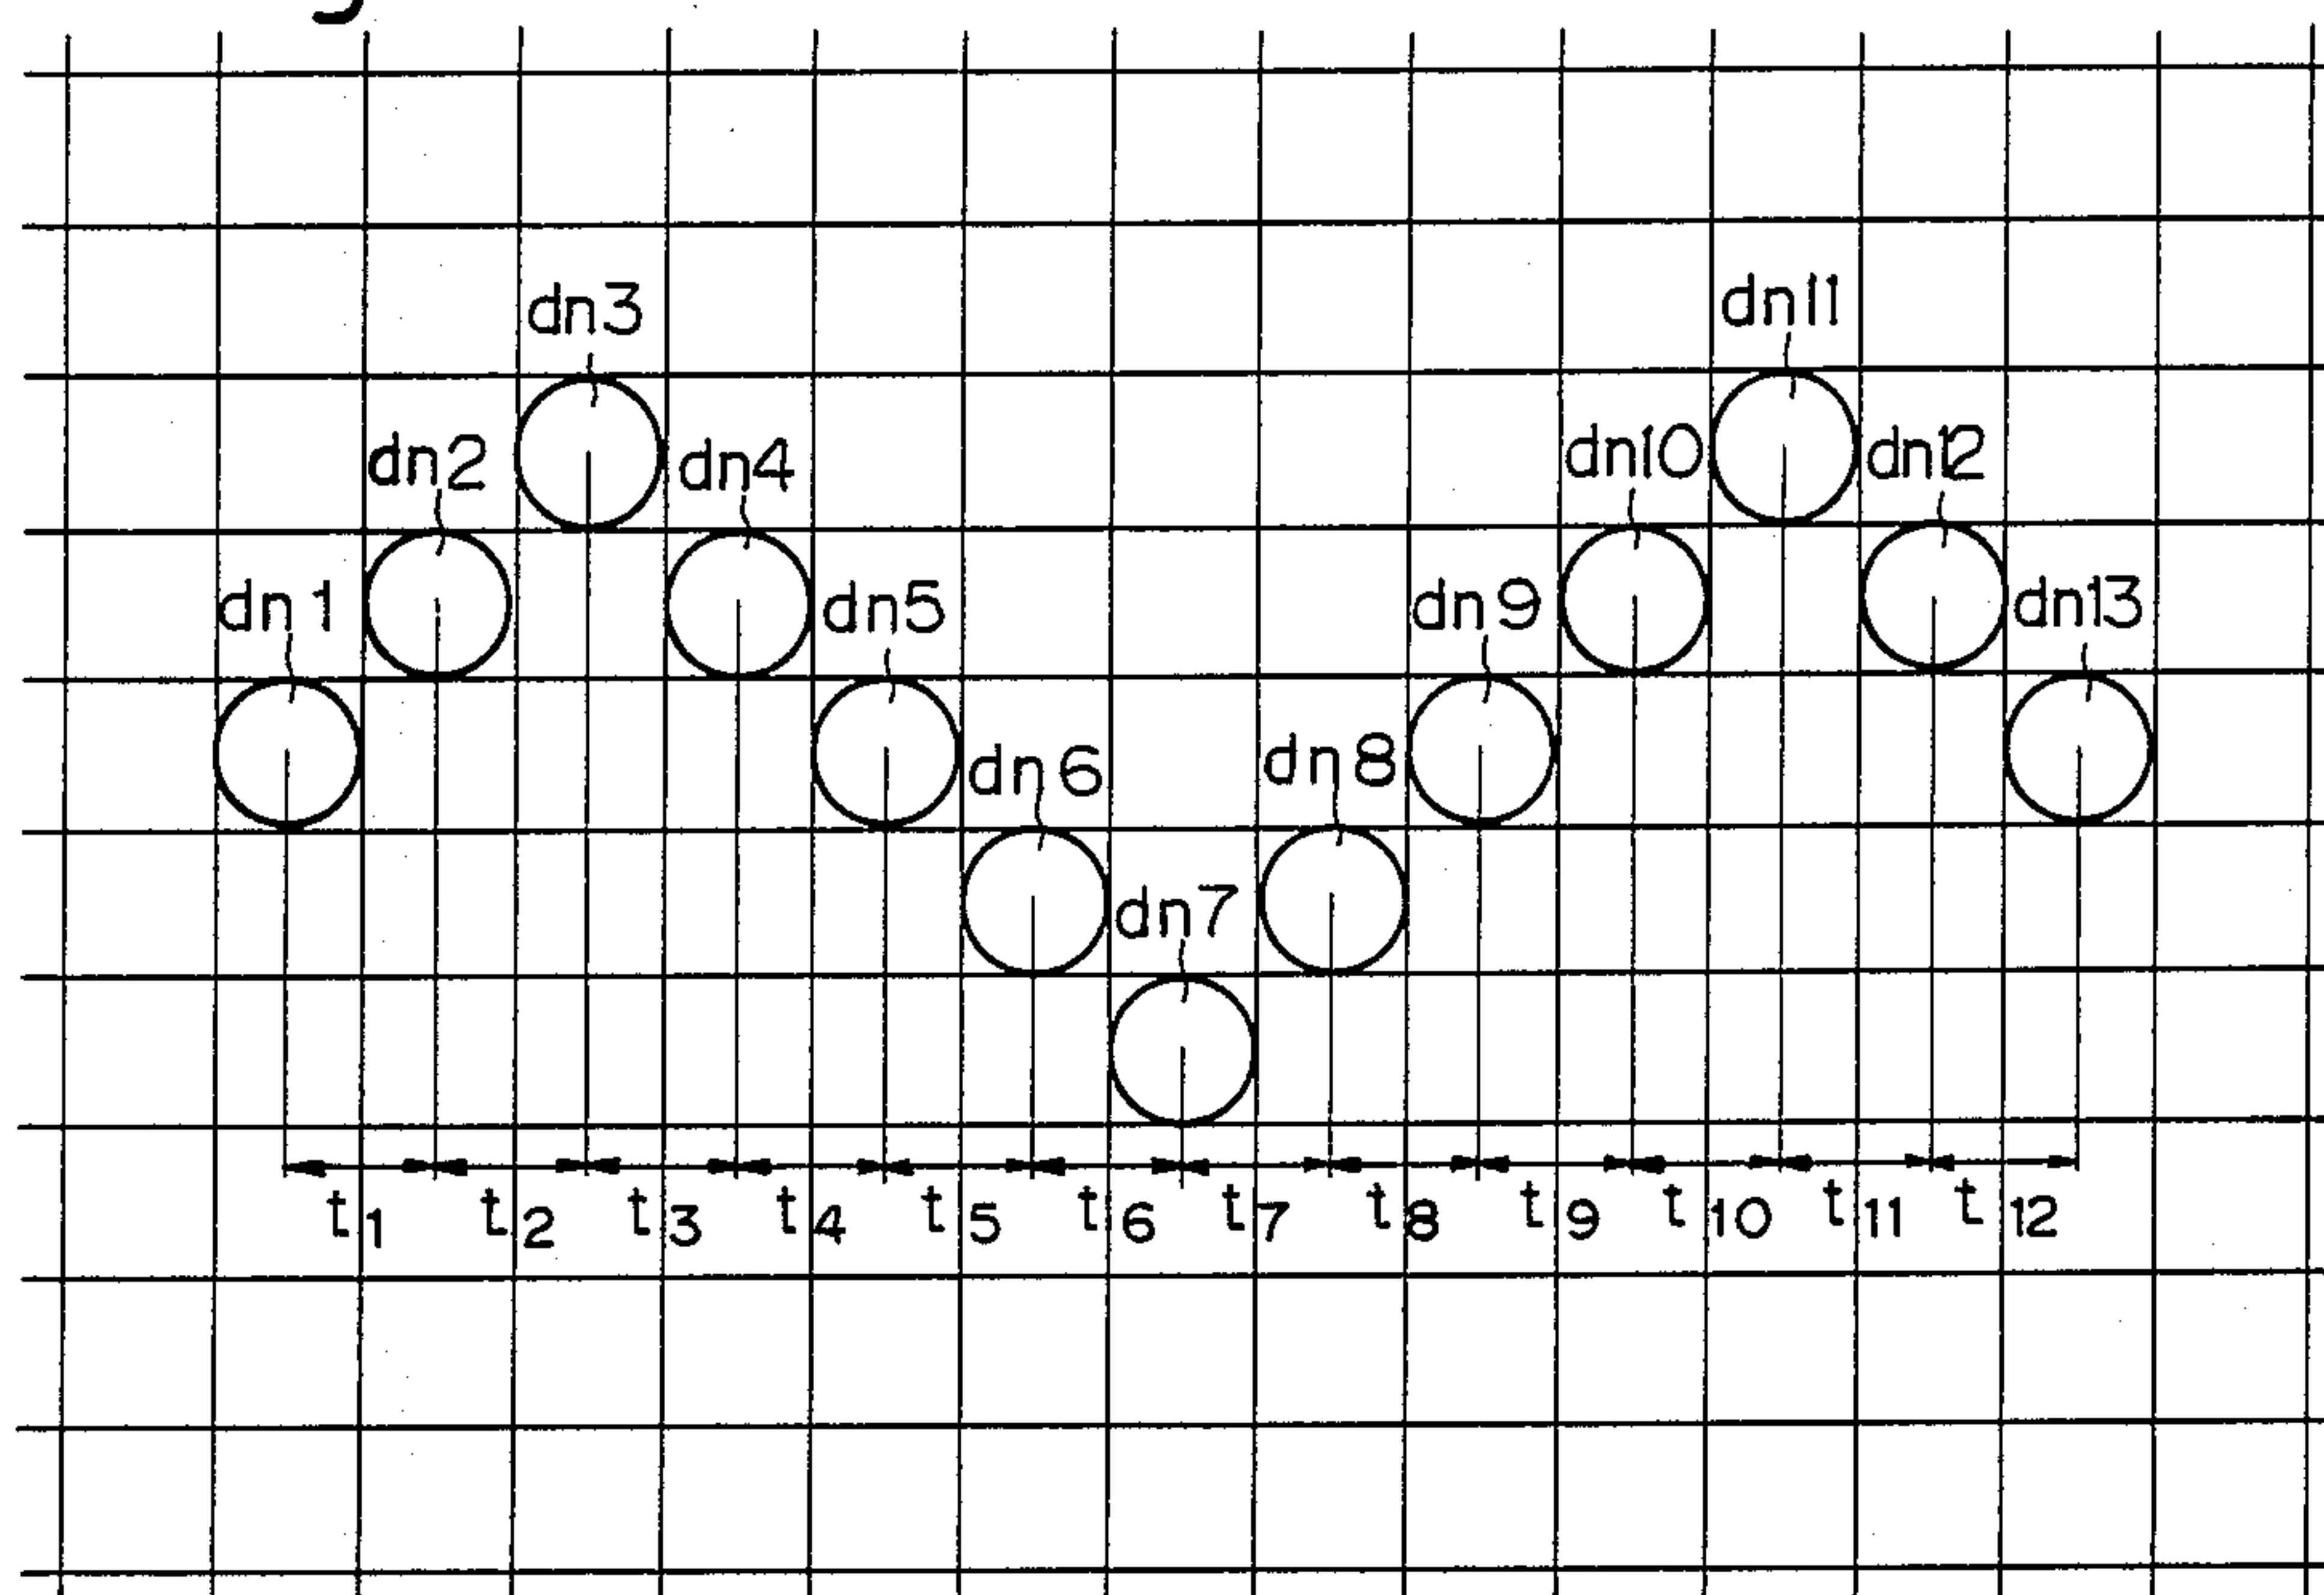 dn3 dn11
dn2 dn4 dn10 dn12
dn1 dn5 dn9 dn13
dn6 dn8
dn7
t1 t2 t3 t4 t5 t6 t7 t8 t9 t10 t11 t12